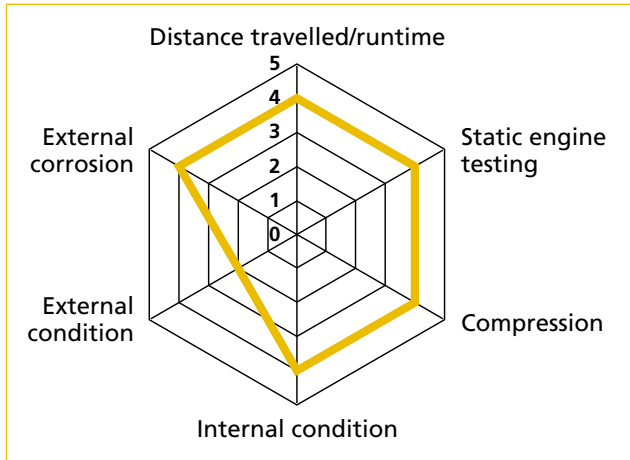 Distance travelled/runtime
5
4
3
2
1
0
External
corrosion
Static engine
testing
External
condition
Compression
Internal condition